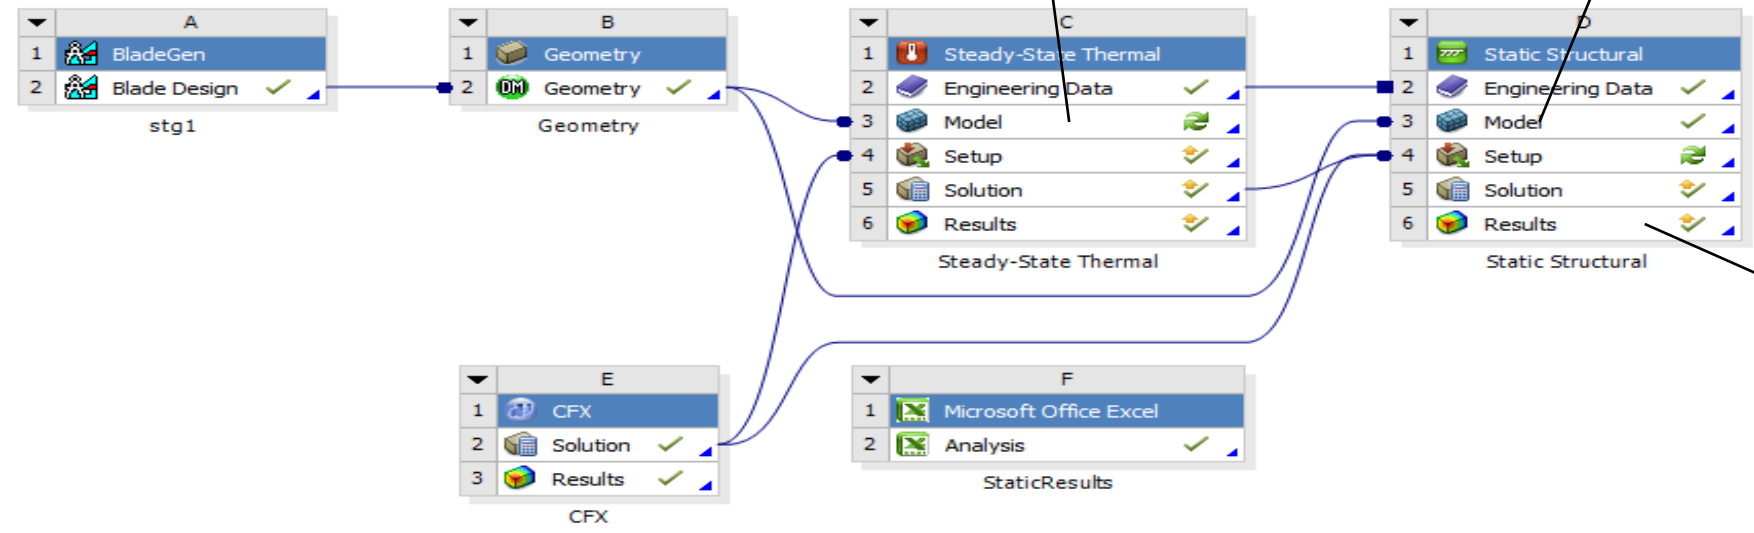 A
1 BladeGen
2 Blade Design
stg1
B
1 Geometry
2 DM Geometry
Geometry
C
1 Steady-State Thermal
2 Engineering Data
3 Model
4 Setup
5 Solution
6 Results
Steady-State Thermal
D
1 Static Structural
2 Engineering Data
3 Model
4 Setup
5 Solution
6 Results
Static Structural
E
1 CFX
2 Solution
3 Results
CFX
F
1 Microsoft Office Excel
2 Analysis
StaticResults